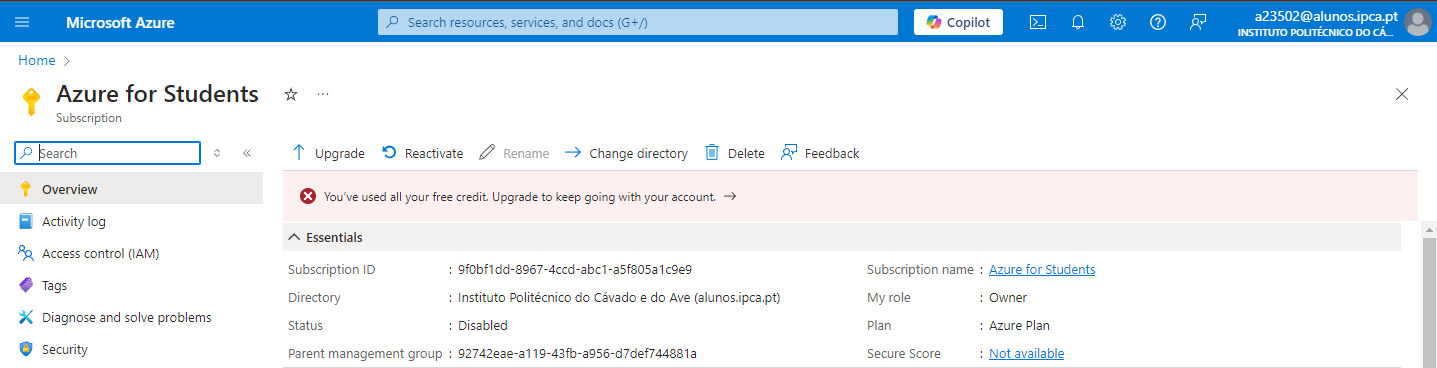 Microsoft Azure
Search resources, services, and docs (G+/)
Copilot
a23502@alunos.ipca.pt
INSTITUTO POLITÉCNICO DO CÁ...
Home
Azure for Students
Subscription
Search
Upgrade
Reactivate
Rename
Change directory
Delete
Feedback
Overview
You've used all your free credit. Upgrade to keep going with your account.
Activity log
Essentials
Access control (IAM)
Subscription ID : 9f0bf1dd-8967-4ccd-abc1-a5f805a1c9e9
Subscription name : Azure for Students
Tags
Directory : Instituto Politécnico do Cávado e do Ave (alunos.ipca.pt)
My role : Owner
Diagnose and solve problems
Status : Disabled
Plan : Azure Plan
Security
Parent management group : 92742eae-a119-43fb-a956-d7def744881a
Secure Score : Not available